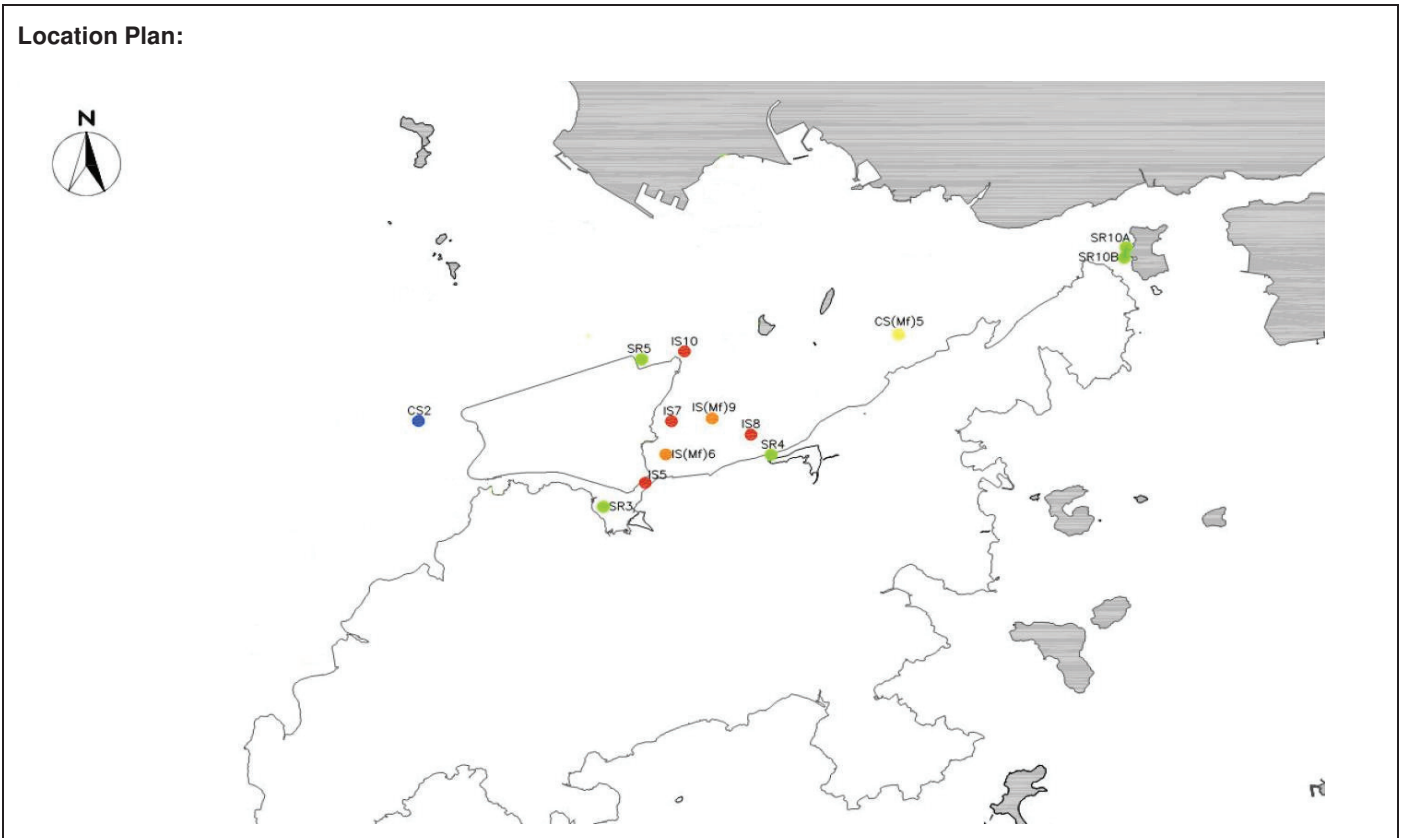 Location Plan:
N
SR10A
SR10B
CS(Mf)5
IS10
SR5
CS2
IS7
IS(Mf)9
IS8
SR4
IS(Mf)6
IS5
SR3